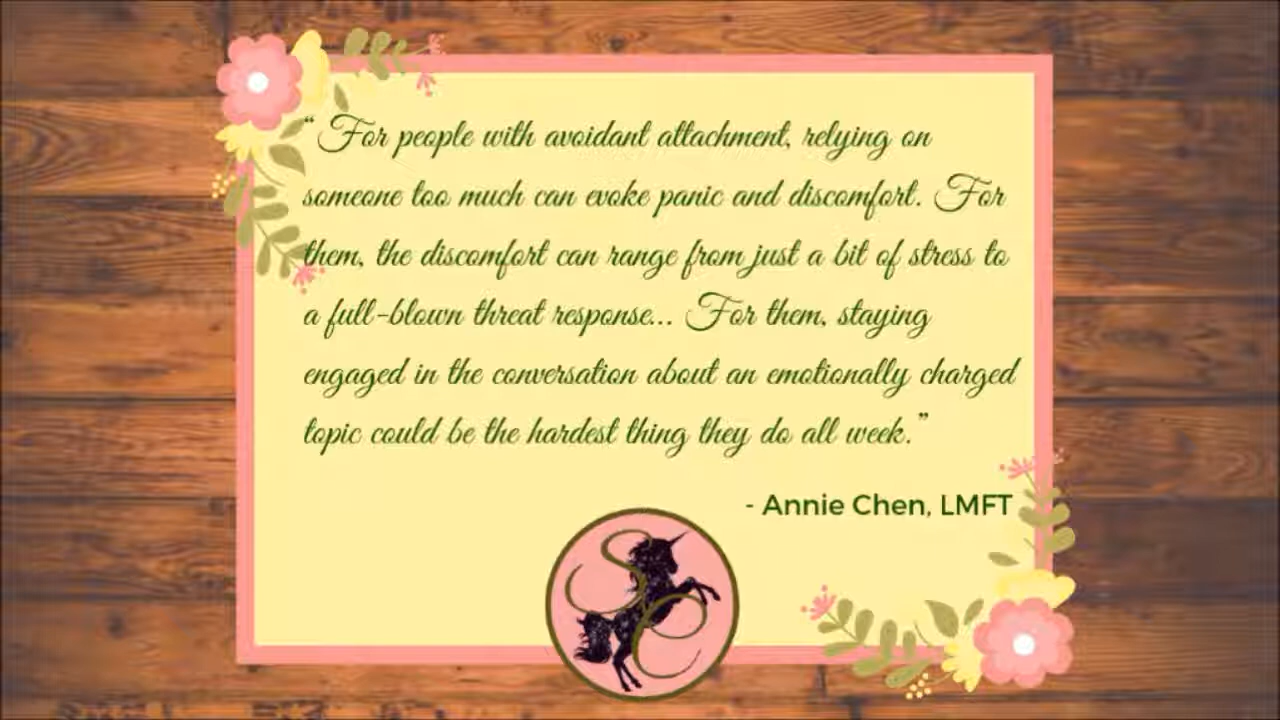 “For people with avoidant attachment, relying on
someone too much can evoke panic and discomfort. For
them, the discomfort can range from just a bit of stress to
a full-blown threat response... For them, staying
engaged in the conversation about an emotionally charged
topic could be the hardest thing they do all week.”
- Annie Chen, LMFT
SC